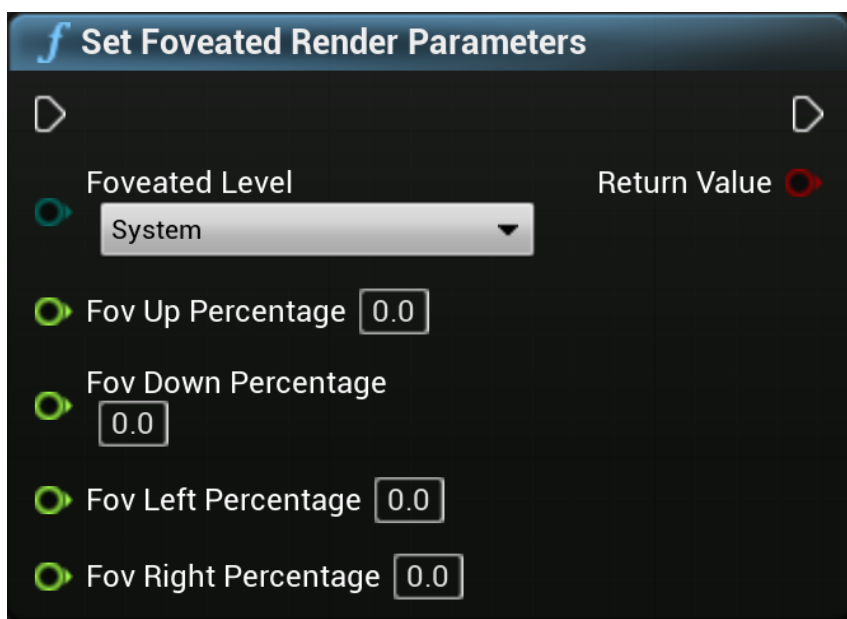 f Set Foveated Render Parameters
Foveated Level
Return Value
System
Fov Up Percentage 0.0
Fov Down Percentage
0.0
Fov Left Percentage 0.0
Fov Right Percentage 0.0